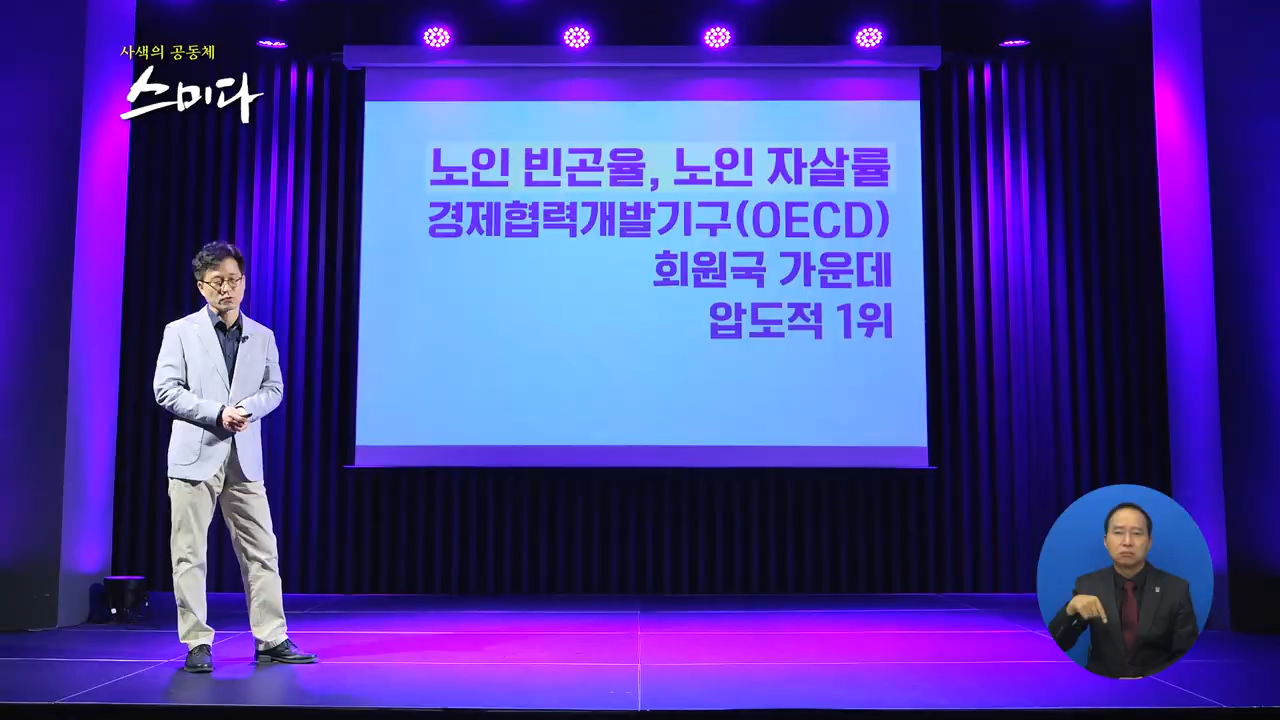 사색의 공동체
스미다
노인 빈곤율, 노인 자살률
경제협력개발기구(OECD)
회원국 가운데
압도적 1위